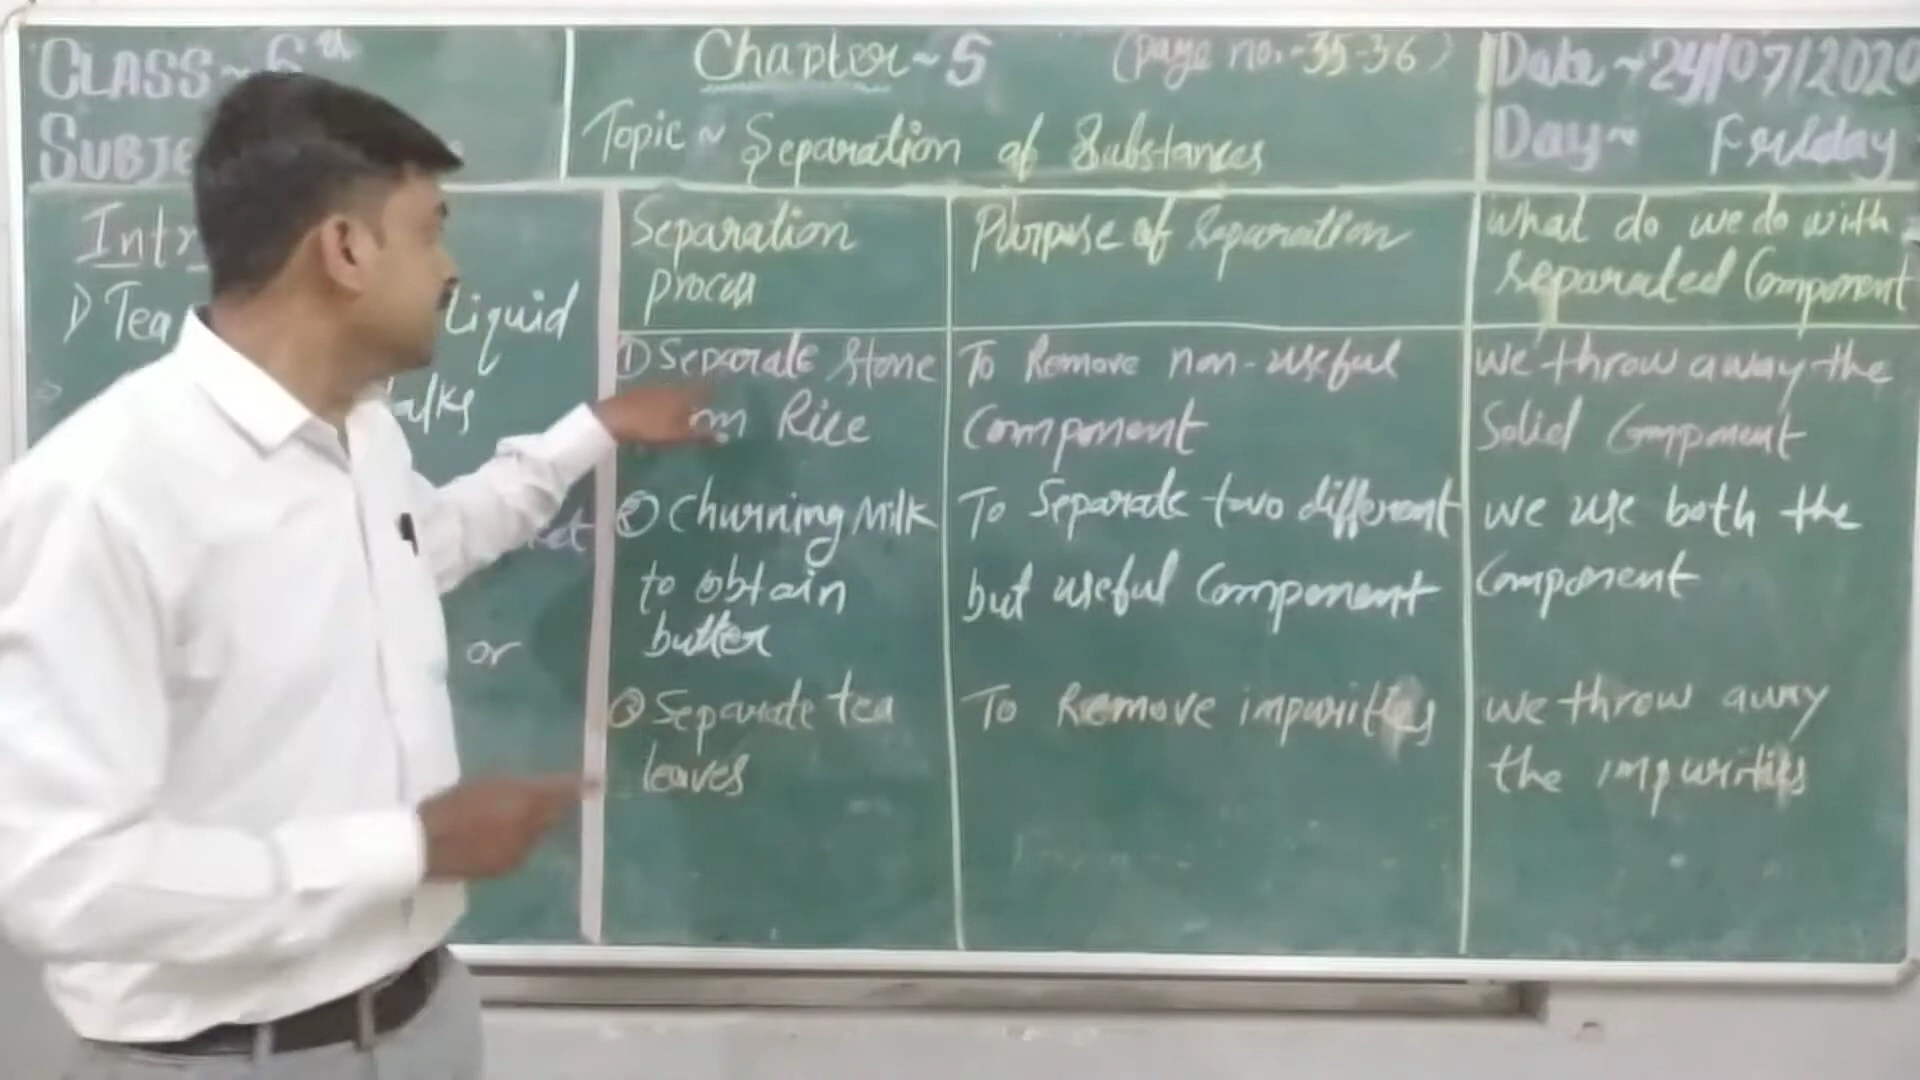 CLASS ~ 6th
Chapter ~ 5 (page no.-35-36)
Date ~ 24/07/2020
Topic ~ Separation of Substances
Day ~ Friday
Separation
process
Purpose of Separation
what do we do with
separated Component
1) Tea
Liquid
or
① Separate Stone
Rice
To Remove non-useful
Component
we throw away the
Solid Component
② Churning Milk
to obtain
butter
To Separate two different
but useful Component
we use both the
Component
③ Separate tea
leaves
To Remove impurities
we throw away
the impurities